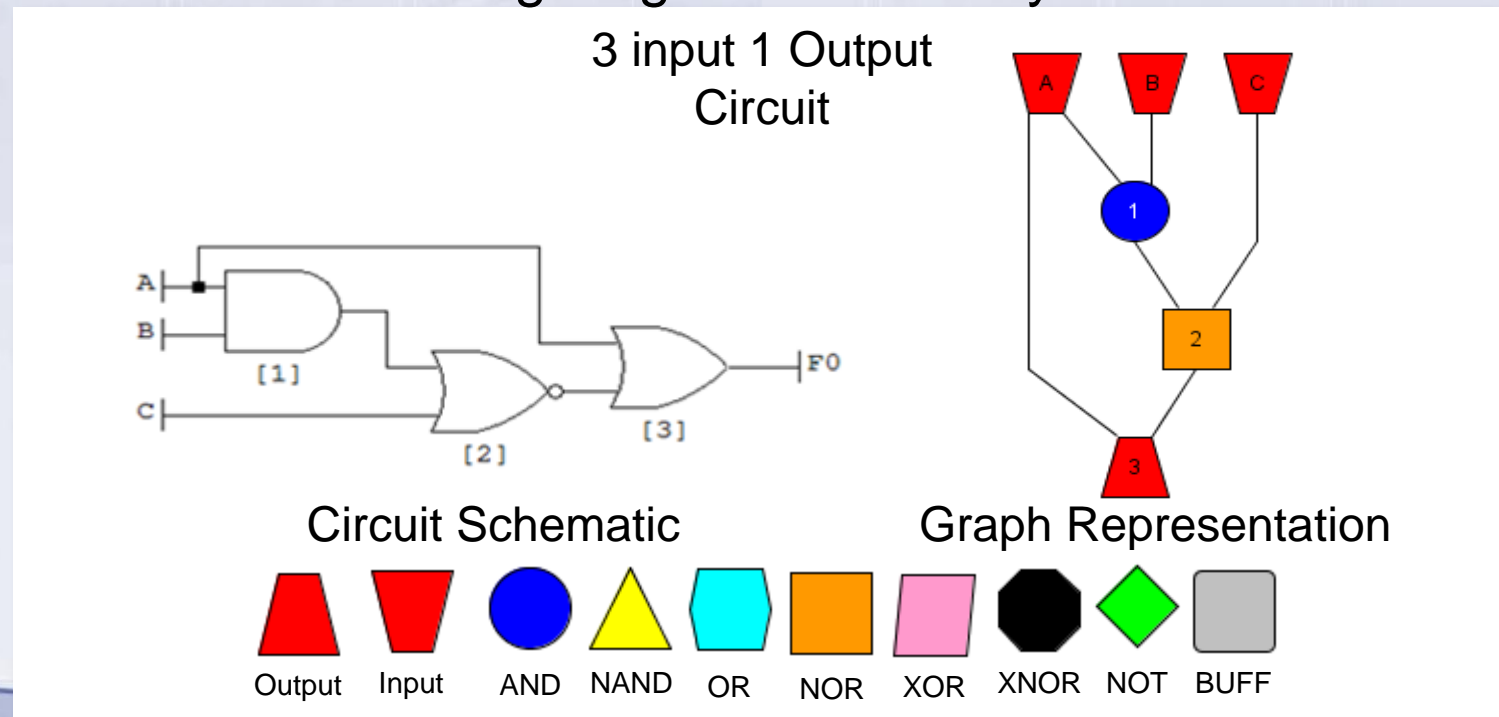 3 input 1 Output
Circuit
A
B
C
1
2
3
A
B
C
[1]
[2]
[3]
F0
Circuit Schematic
Graph Representation
Output
Input
AND
NAND
OR
NOR
XOR
XNOR
NOT
BUFF